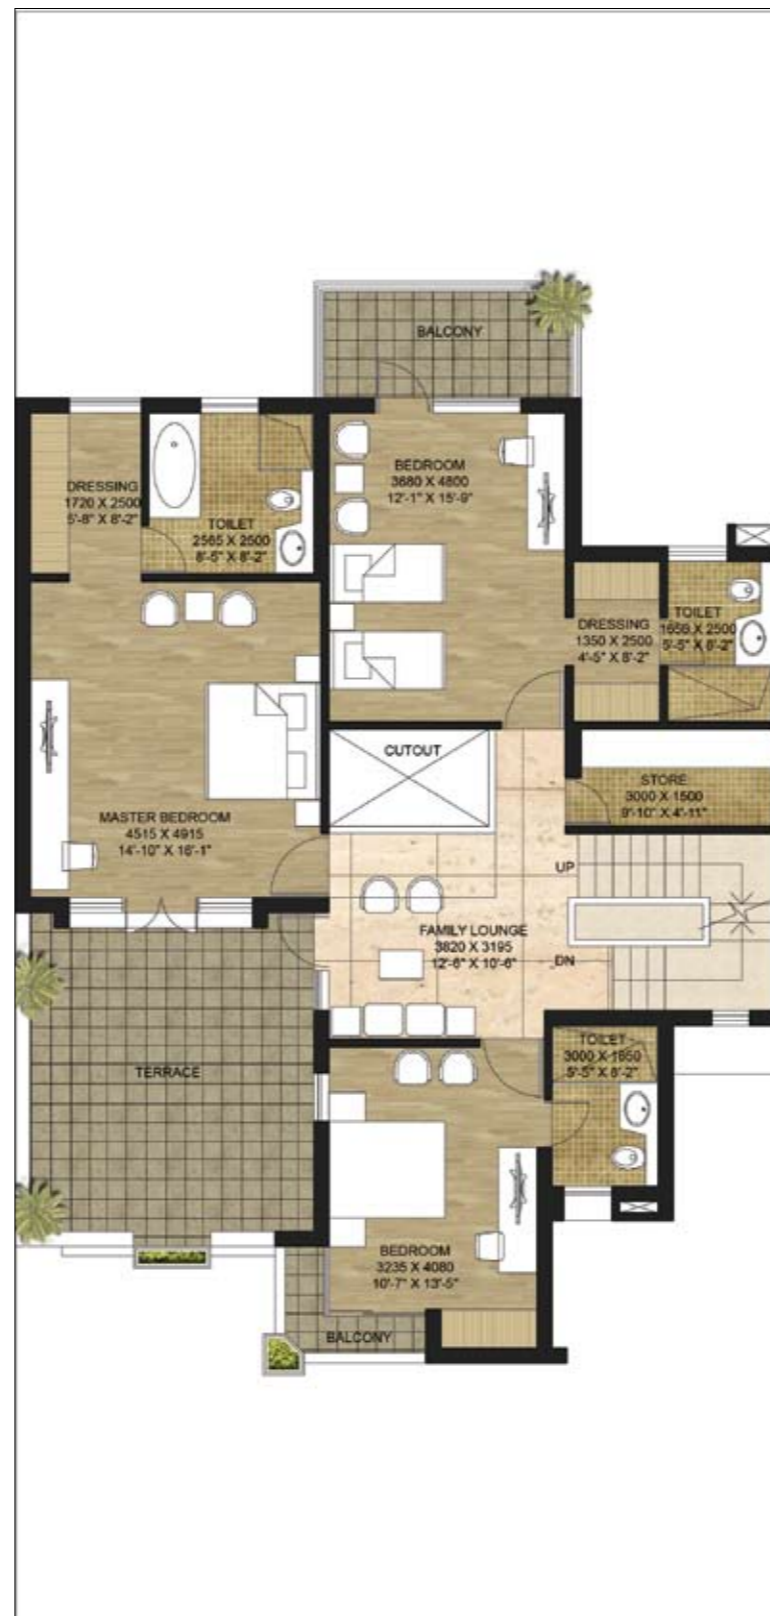 BALCONY
BEDROOM
3680 X 4800
12'-1" X 15'-9"
DRESSING
1720 X 2500
5'-8" X 8'-2"
TOILET
2565 X 2500
8'-5" X 8'-2"
DRESSING
1350 X 2500
4'-5" X 8'-2"
TOILET
1650 X 2500
5'-5" X 8'-2"
CUTOUT
STORE
3000 X 1500
9'-10" X 4'-11"
MASTER BEDROOM
4515 X 4915
14'-10" X 16'-1"
UP
FAMILY LOUNGE
3820 X 3195
12'-6" X 10'-6"
DN
TOILET
3000 X 1650
5'-5" X 8'-2"
TERRACE
BEDROOM
3235 X 4080
10'-7" X 13'-5"
BALCONY